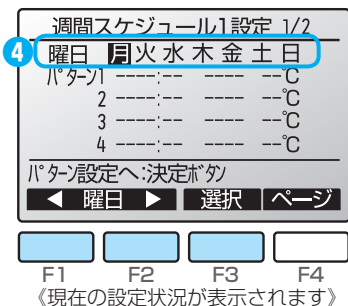 週間スケジュール1設定 1/2
4 曜日 月 火 水 木 金 土 日
パターン1 ----:-- ---- --℃
2 ----:-- ---- --℃
3 ----:-- ---- --℃
4 ----:-- ---- --℃
パターン設定へ:決定ボタン
◀ 曜日 ▶ 選択 ページ
F1 F2 F3 F4
《現在の設定状況が表示されます》